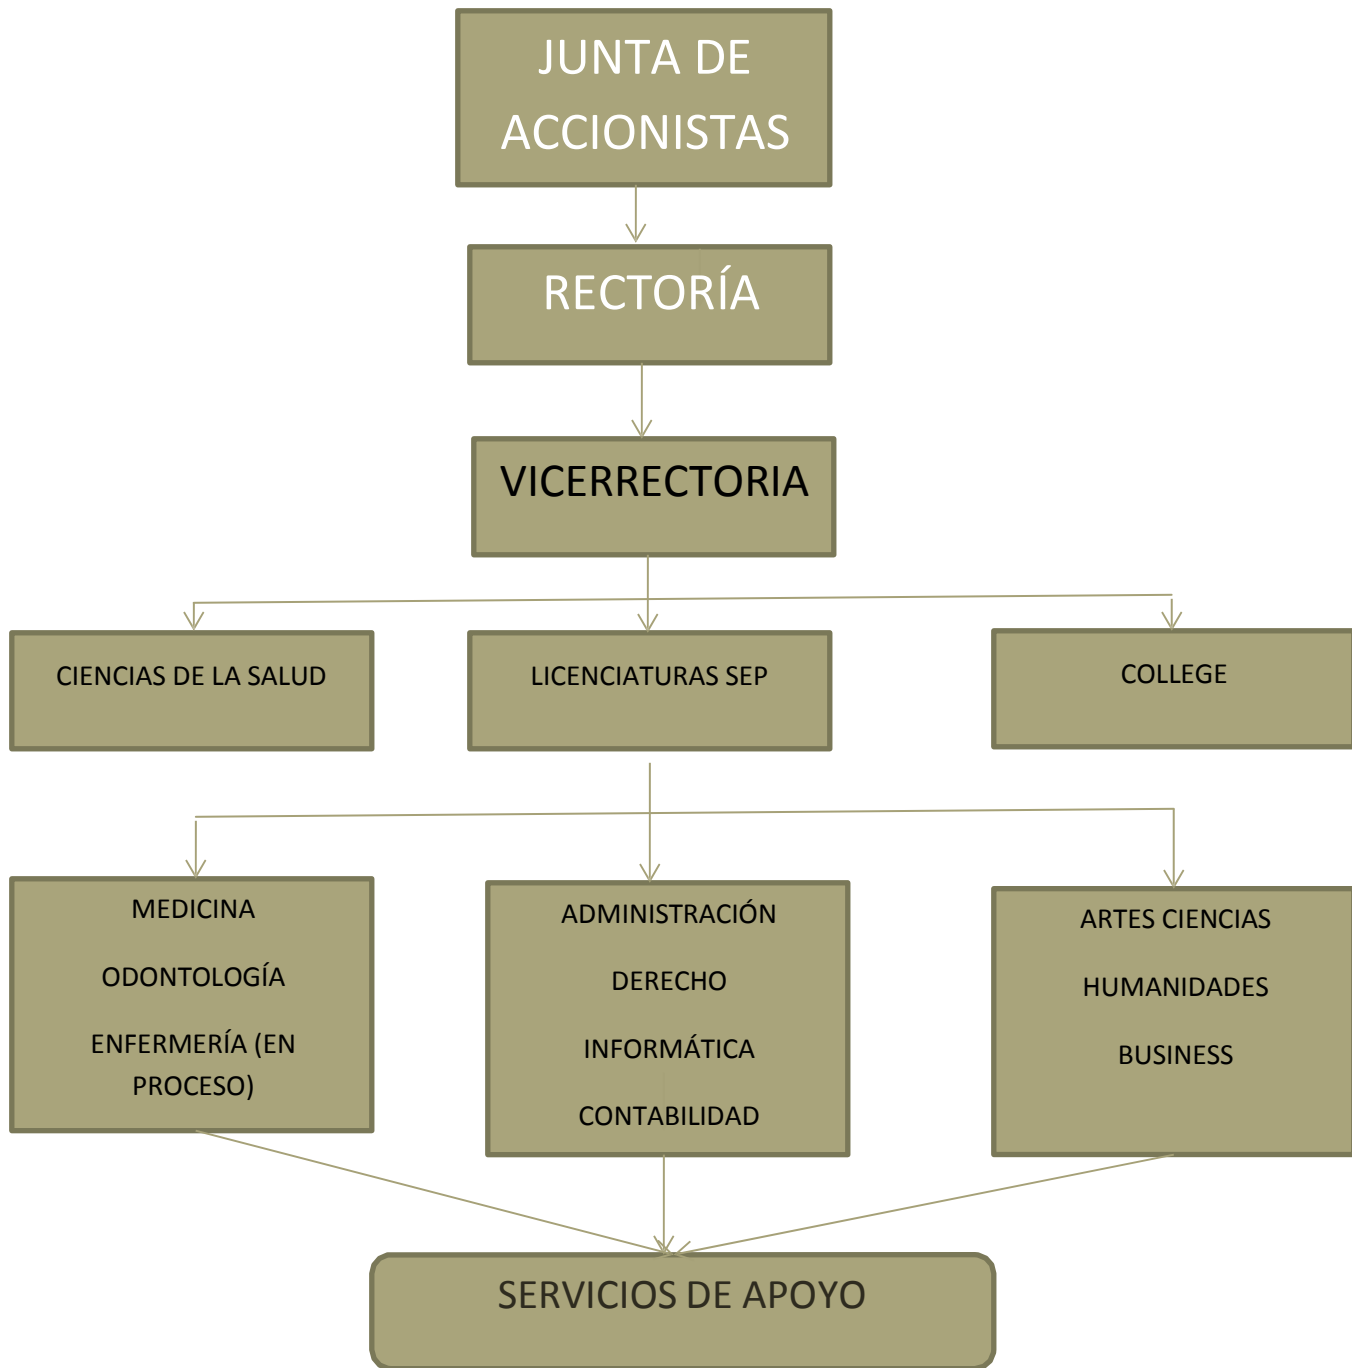 JUNTA DE
ACCIONISTAS
RECTORÍA
VICERRECTORIA
CIENCIAS DE LA SALUD
LICENCIATURAS SEP
COLLEGE
MEDICINA
ODONTOLOGÍA
ENFERMERÍA (EN
PROCESO)
ADMINISTRACIÓN
DERECHO
INFORMÁTICA
CONTABILIDAD
ARTES CIENCIAS
HUMANIDADES
BUSINESS
SERVICIOS DE APOYO